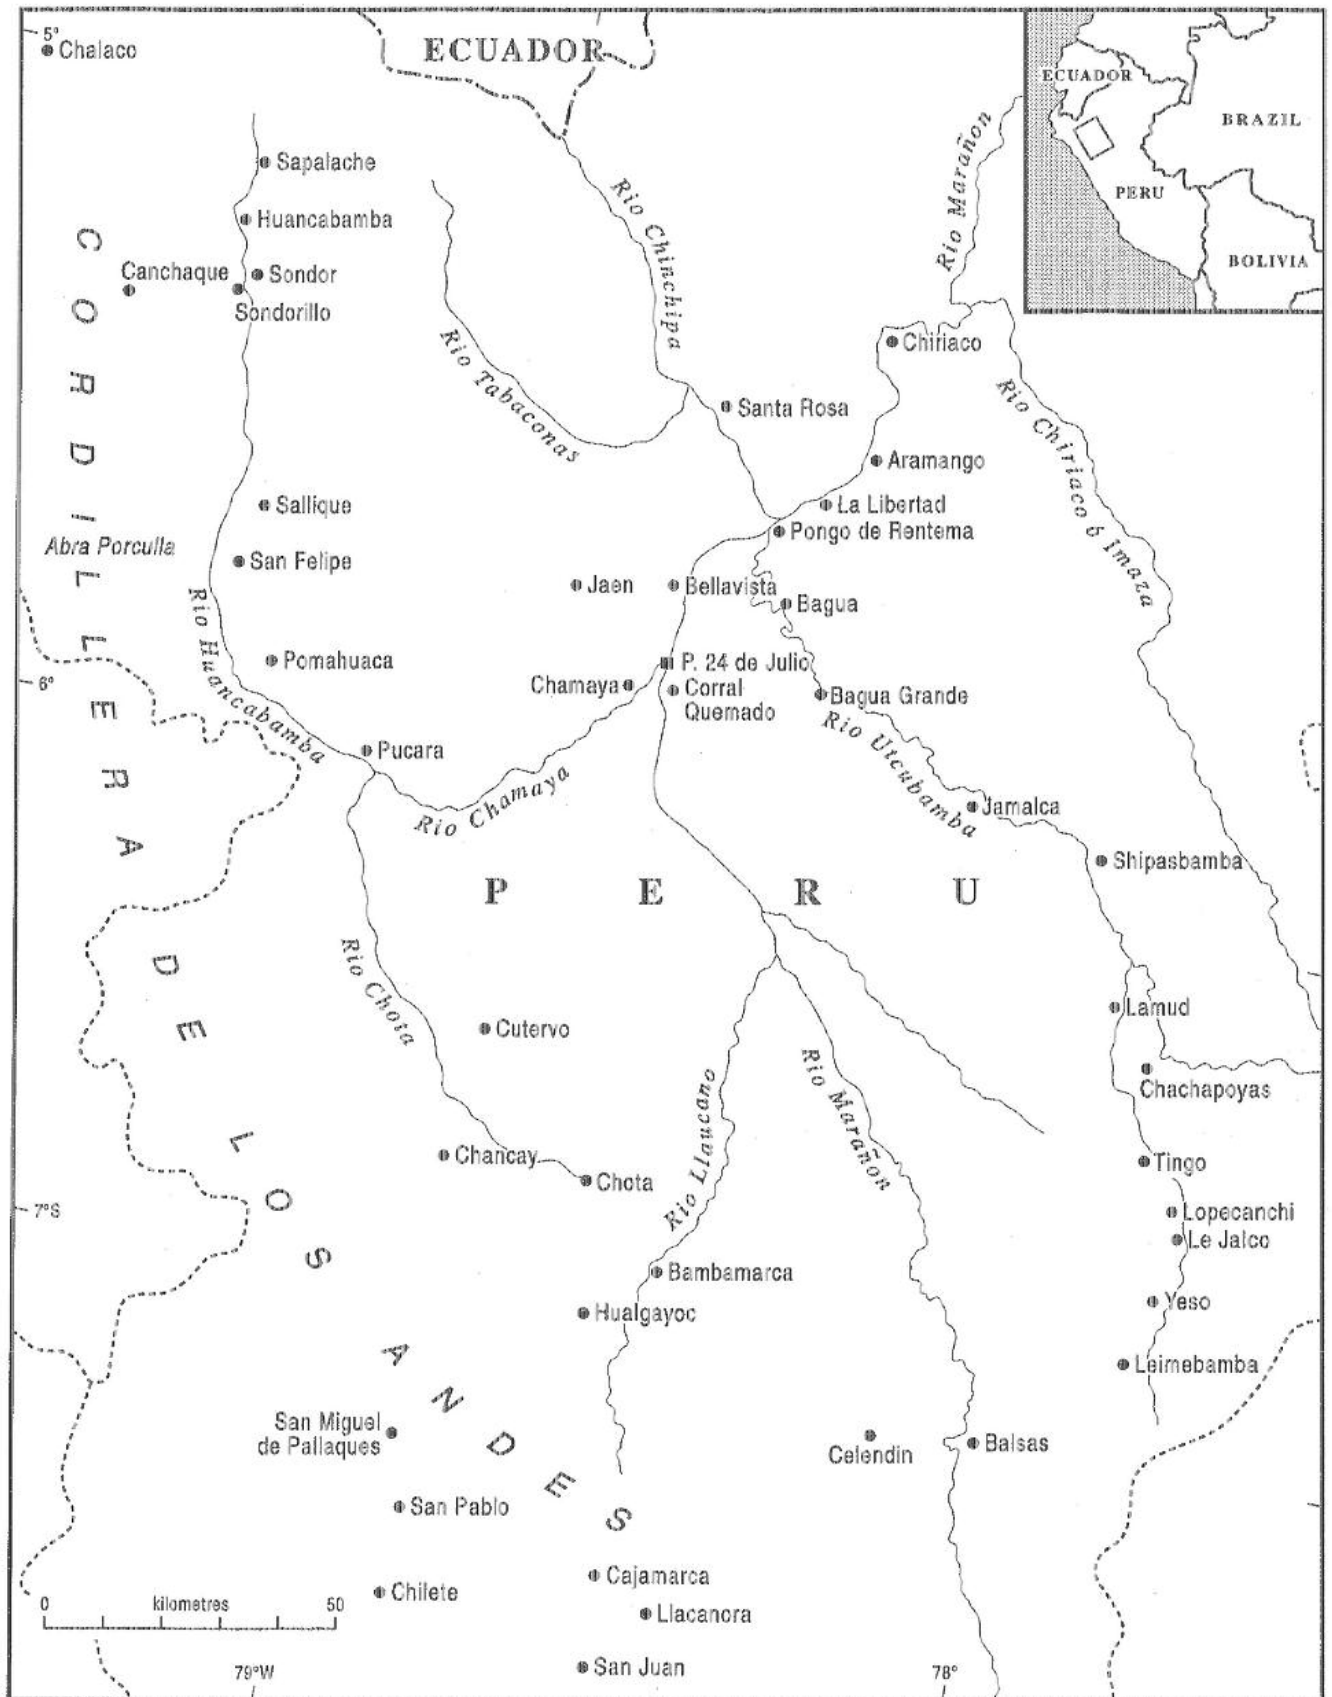 5°
Chalaco
ECUADOR
ECUADOR
BRAZIL
PERU
BOLIVIA
Sapalache
Huancabamba
Canchaque
Sondor
Sondorillo
Rio Chinchipa
Rio Marañon
Chiriaco
Rio Tabaconas
Santa Rosa
Rio Chiriaco ó Imaza
Aramango
Sallique
La Libertad
Pongo de Rentema
Abra Porculla
San Felipe
Jaen
Bellavista
Bagua
Rio Huancabamba
Pomahuaca
P. 24 de Julio
6°
Chamaya
Corral
Quemado
Bagua Grande
Rio Utcubamba
Pucara
Rio Chamaya
Jamalca
Shipasbamba
PERU
CORDILLERA DE LOS ANDES
Rio Chota
Cutervo
Lamud
Rio Llaucano
Rio Marañon
Chachapoyas
Chancay
Chota
Tingo
7°S
Lopecanchi
Le Jalco
Bambamarca
Hualgayoc
Yeso
Leimebamba
San Miguel
de Pallaques
Celendin
Balsas
San Pablo
Cajamarca
Chilete
Llacanora
0 kilometres 50
San Juan
79°W
78°